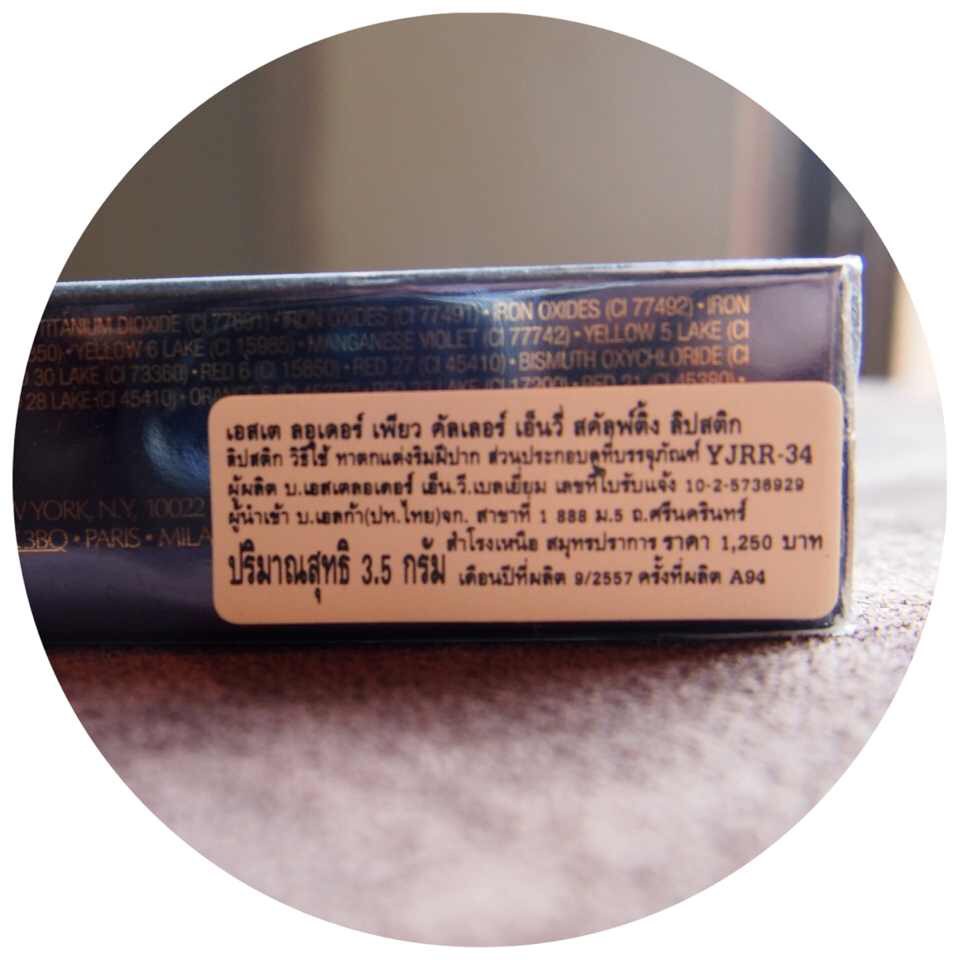 TITANIUM DIOXIDE (CI 77891) • IRON OXIDES (CI 77491) • IRON OXIDES (CI 77492) • IRON
YELLOW 6 LAKE (CI 15985) • MANGANESE VIOLET (CI 77742) • YELLOW 5 LAKE (CI
30 LAKE (CI 73360) • RED 6 (CI 15850) • RED 27 (CI 45410) • BISMUTH OXYCHLORIDE (CI
28 LAKE (CI 45410) •
เอสเต ลอเดอร์ เพียว คัลเลอร์ เอ็นวี่ สคัลพ์ติ้ง ลิปสติก
ลิปสติก วิธีใช้ ทาตกแต่งริมฝีปาก ส่วนประกอบดูที่บรรจุภัณฑ์ YJRR-34
ผู้ผลิต บ.เอสเตลอเดอร์ เอ็น.วี.เบลเยี่ยม เลขที่ใบรับแจ้ง 10-2-5736929
ผู้นำเข้า บ.เอลก้า(ปท.ไทย)จก. สาขาที่ 1 888 ม.5 ถ.ศรีนครินทร์
สำโรงเหนือ สมุทรปราการ ราคา 1,250 บาท
ปริมาณสุทธิ 3.5 กรัม เดือนปีที่ผลิต 9/2557 ครั้งที่ผลิต A94
YORK, N.Y. 10022
3BQ • PARIS •